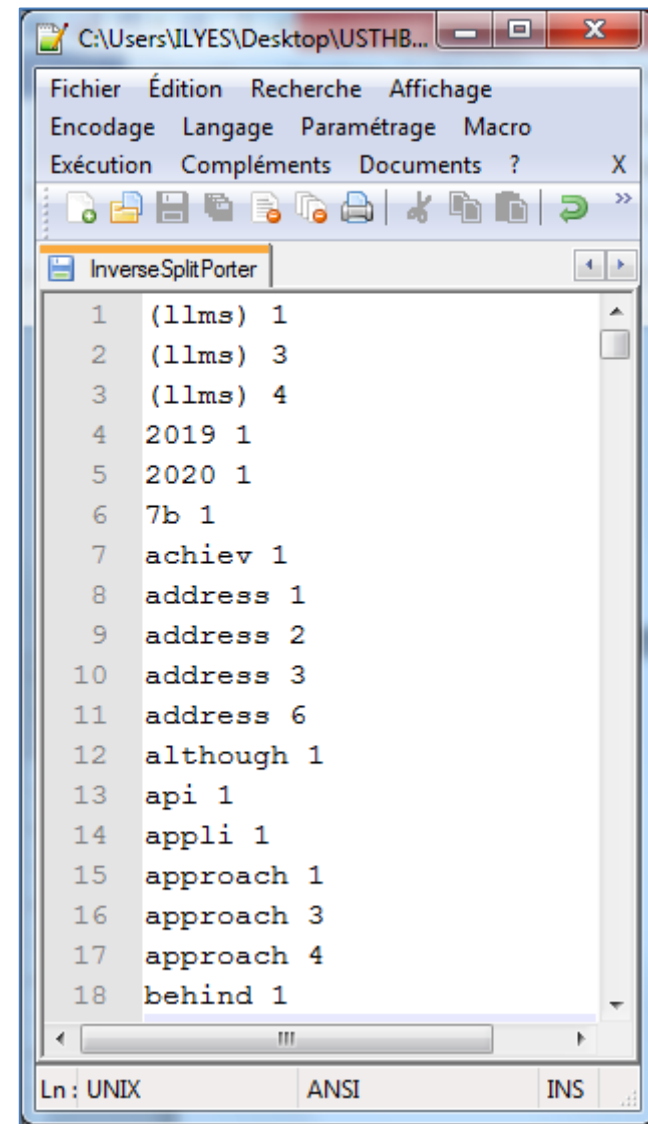 C:\Users\ILYES\Desktop\USTHB...
Fichier Édition Recherche Affichage
Encodage Langage Paramétrage Macro
Exécution Compléments Documents ? X
InverseSplitPorter
1 (llms) 1
2 (llms) 3
3 (llms) 4
4 2019 1
5 2020 1
6 7b 1
7 achiev 1
8 address 1
9 address 2
10 address 3
11 address 6
12 although 1
13 api 1
14 appli 1
15 approach 1
16 approach 3
17 approach 4
18 behind 1
Ln : UNIX ANSI INS